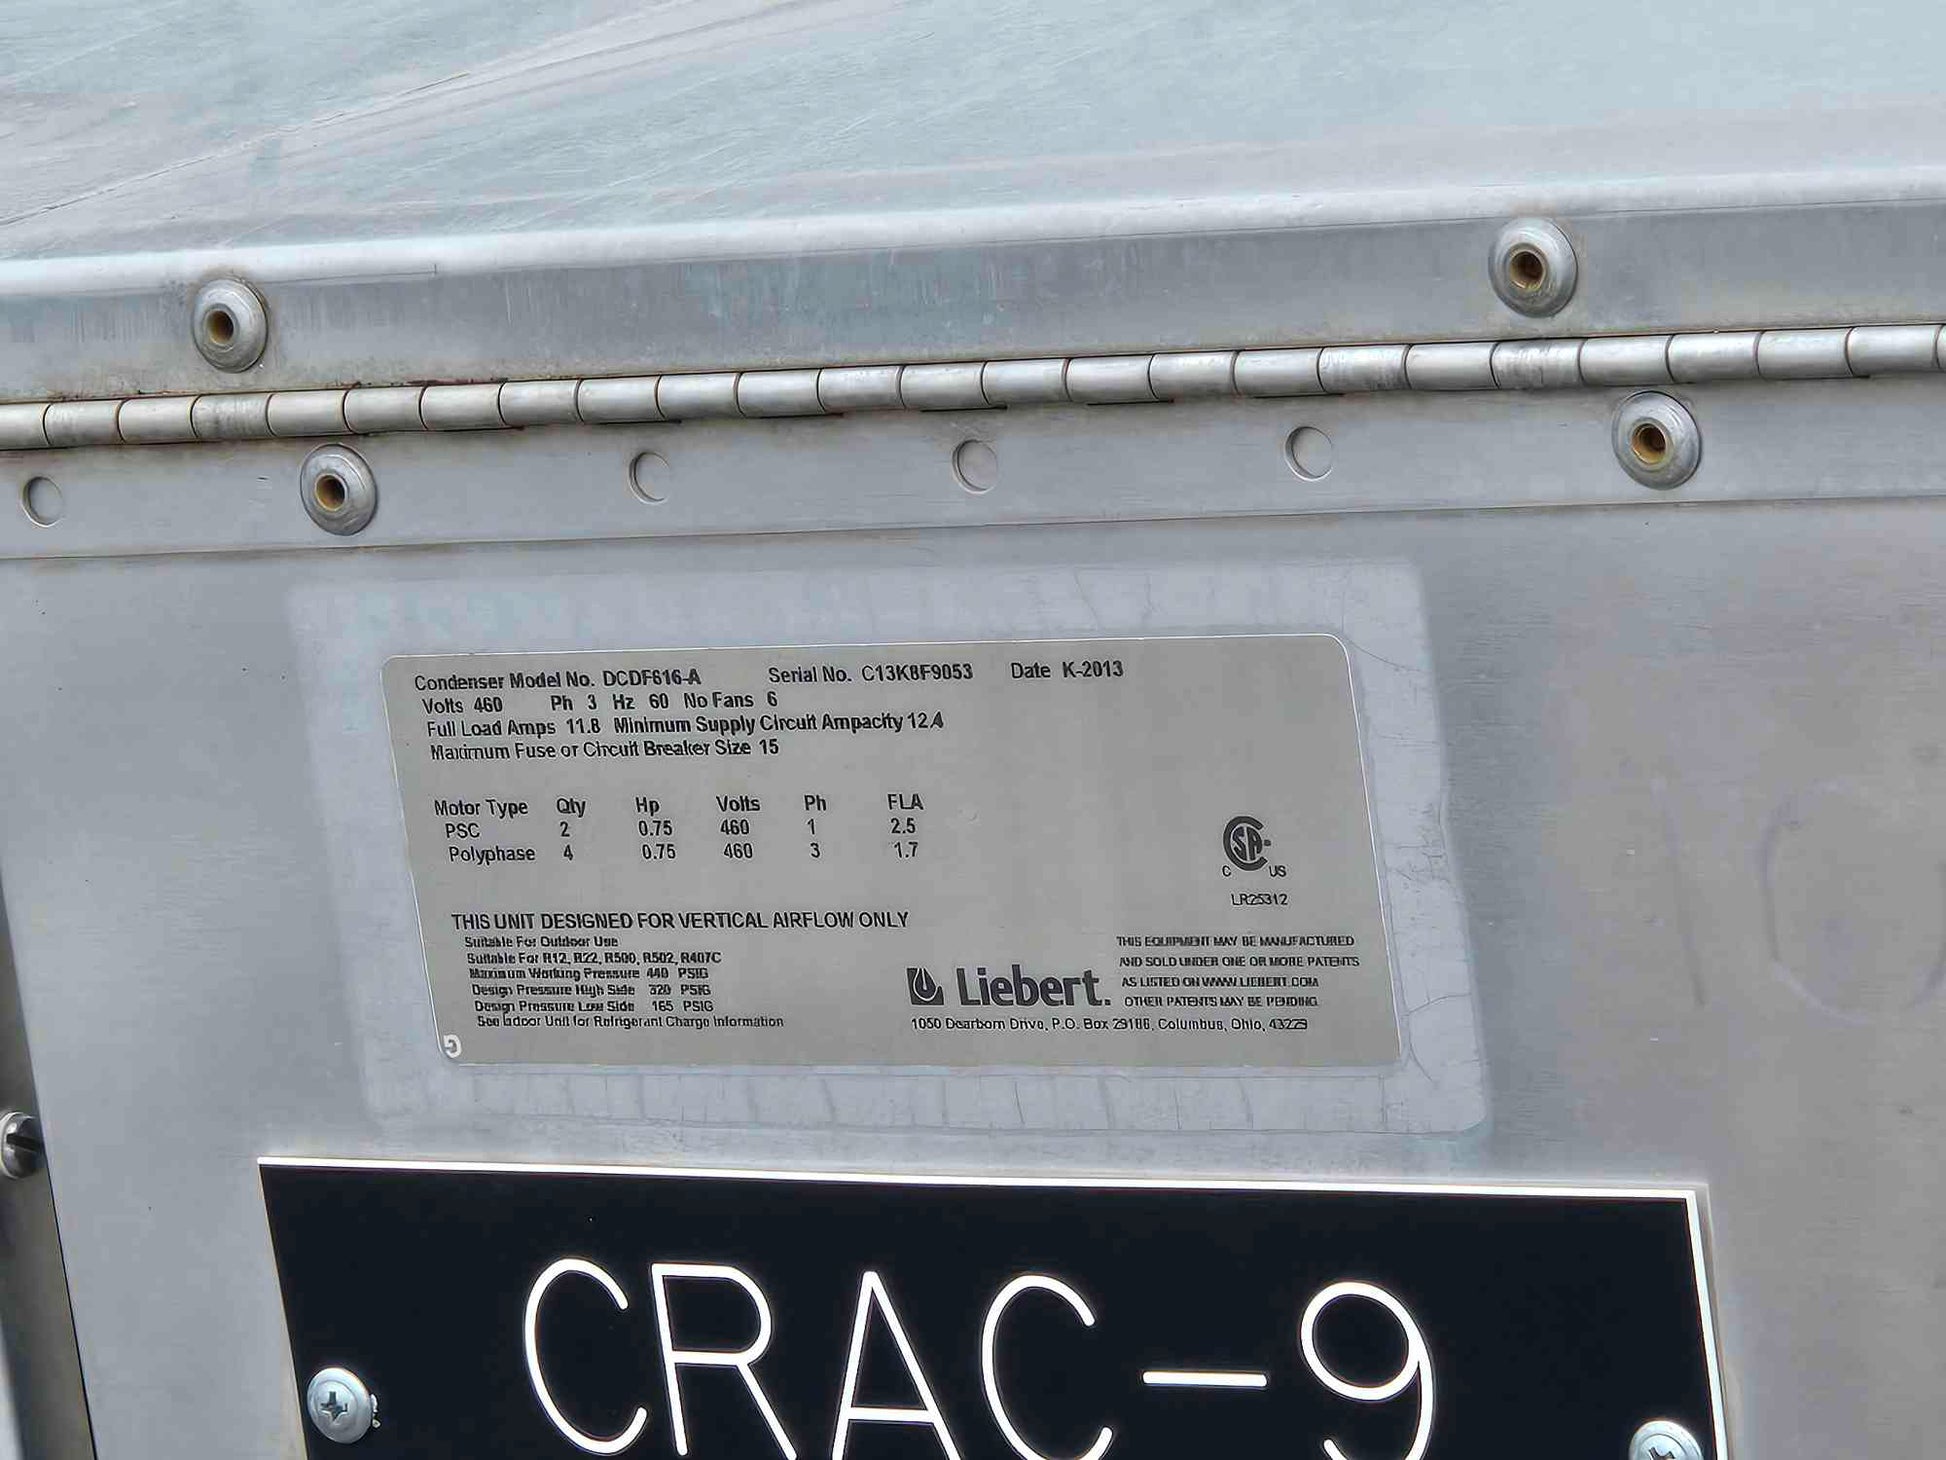 Condenser Model No. DCDF616-A Serial No. C13K8F9053 Date K-2013
Volts 460 Ph 3 Hz 60 No Fans 6
Full Load Amps 11.8 Minimum Supply Circuit Ampacity 12.4
Maximum Fuse or Circuit Breaker Size 15
Motor Type Qty Hp Volts Ph FLA
PSC 2 0.75 460 1 2.5
Polyphase 4 0.75 460 3 1.7
CSA
C US
LR25312
THIS UNIT DESIGNED FOR VERTICAL AIRFLOW ONLY
Suitable For Outdoor Use
Suitable For R12, R22, R500, R502, R407C
Maximum Working Pressure 440 PSIG
Design Pressure High Side 320 PSIG
Design Pressure Low Side 165 PSIG
See Indoor Unit for Refrigerant Charge Information
THIS EQUIPMENT MAY BE MANUFACTURED
AND SOLD UNDER ONE OR MORE PATENTS
AS LISTED ON WWW.LIEBERT.COM
OTHER PATENTS MAY BE PENDING
Liebert.
1050 Dearborn Drive, P.O. Box 29186, Columbus, Ohio, 43229
G
CRAC-9